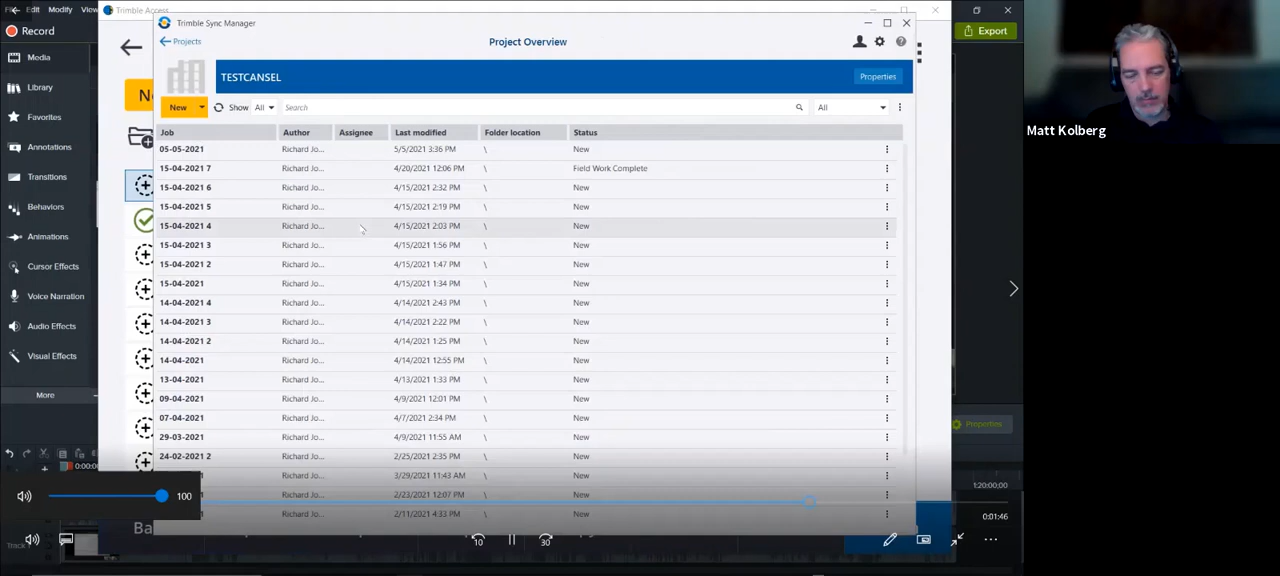 File Edit Modify View
Trimble Access
Trimble Sync Manager
Record
Projects
Project Overview
Export
Media
TESTCANSEL
Properties
Library
New
Show
All
Search
All
Favorites
Job
Author
Assignee
Last modified
Folder location
Status
Matt Kolberg
05-05-2021
Richard Jo...
5/5/2021 3:36 PM
\
New
Annotations
15-04-2021 7
Richard Jo...
4/20/2021 12:06 PM
\
Field Work Complete
Transitions
15-04-2021 6
Richard Jo...
4/15/2021 2:32 PM
\
New
Behaviors
15-04-2021 5
Richard Jo...
4/15/2021 2:19 PM
\
New
15-04-2021 4
Richard Jo...
4/15/2021 2:03 PM
\
New
Animations
15-04-2021 3
Richard Jo...
4/15/2021 1:56 PM
\
New
Cursor Effects
15-04-2021 2
Richard Jo...
4/15/2021 1:47 PM
\
New
15-04-2021
Richard Jo...
4/15/2021 1:34 PM
\
New
Voice Narration
14-04-2021 4
Richard Jo...
4/14/2021 2:43 PM
\
New
Audio Effects
14-04-2021 3
Richard Jo...
4/14/2021 2:22 PM
\
New
14-04-2021 2
Richard Jo...
4/14/2021 1:25 PM
\
New
Visual Effects
14-04-2021
Richard Jo...
4/14/2021 12:55 PM
\
New
13-04-2021
Richard Jo...
4/13/2021 1:33 PM
\
New
More
09-04-2021
Richard Jo...
4/9/2021 12:01 PM
\
New
07-04-2021
Richard Jo...
4/7/2021 2:34 PM
\
New
Properties
29-03-2021
Richard Jo...
4/9/2021 11:55 AM
\
New
24-02-2021 2
Richard Jo...
2/25/2021 2:35 PM
\
New
0:00:00
Richard Jo...
3/29/2021 11:43 AM
\
New
1:20:00;00
100
Richard Jo...
2/23/2021 12:07 PM
\
New
Richard Jo...
2/11/2021 4:33 PM
\
New
0:01:46
Ba
Track
10
30